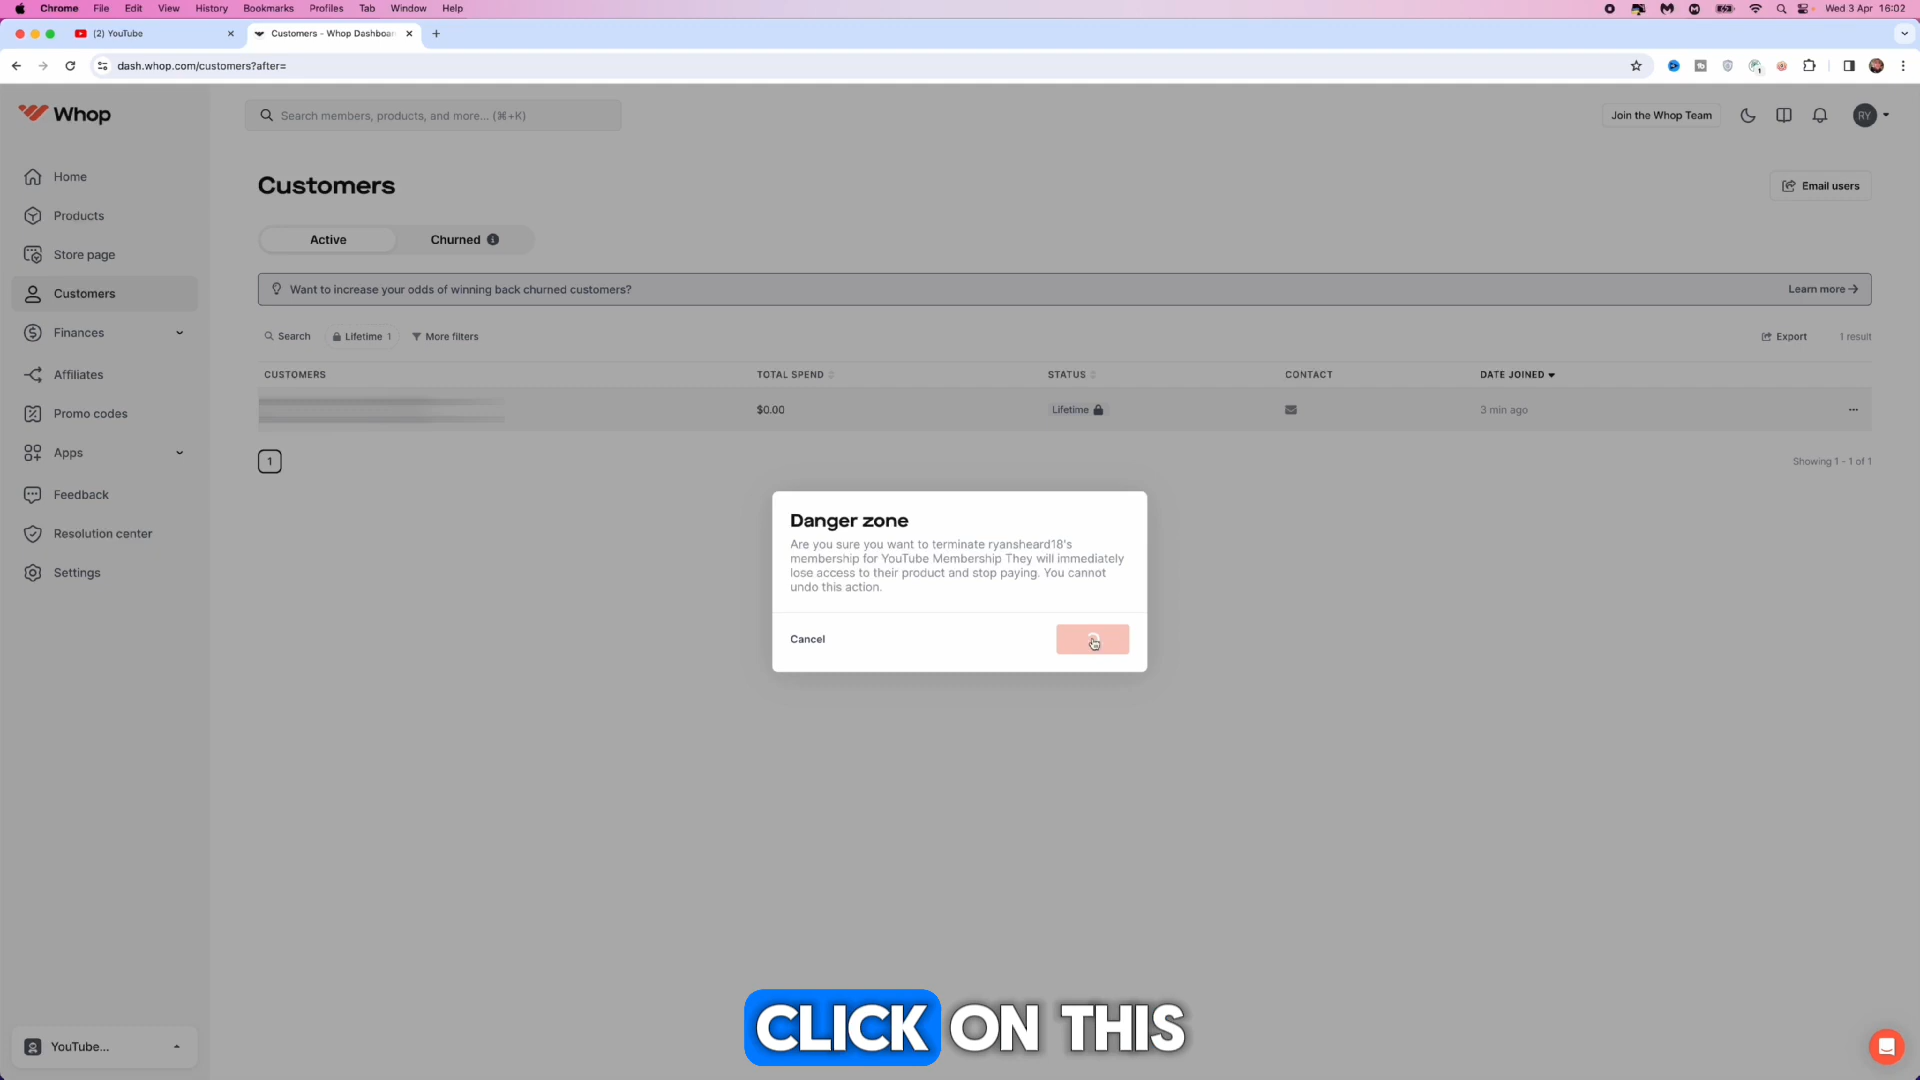 Chrome File Edit View History Bookmarks Profiles Tab Window Help Wed 3 Apr 16:02
(2) YouTube
Customers - Whop Dashboar
dash.whop.com/customers?after=
Whop
Search members, products, and more... (⌘+K)
Join the Whop Team
RY
Home
Products
Store page
Customers
Finances
Affiliates
Promo codes
Apps
Feedback
Resolution center
Settings
YouTube...
Customers
Email users
Active
Churned
Want to increase your odds of winning back churned customers?
Learn more →
Search
Lifetime 1
More filters
Export
1 result
CUSTOMERS TOTAL SPEND STATUS CONTACT DATE JOINED
$0.00 Lifetime 3 min ago ...
1
Showing 1 - 1 of 1
Danger zone
Are you sure you want to terminate ryansheard18's
membership for YouTube Membership They will immediately
lose access to their product and stop paying. You cannot
undo this action.
Cancel
CLICK ON THIS